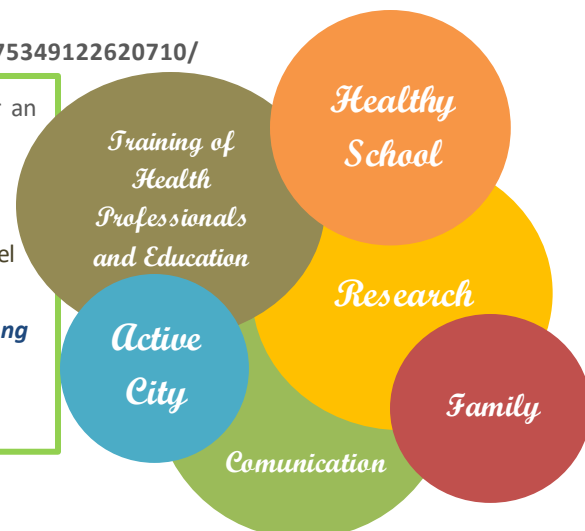 75349122620710/
an
el
ng
Healthy
School
Training of
Health
Professionals
and Education
Research
Active
City
Family
Comunication